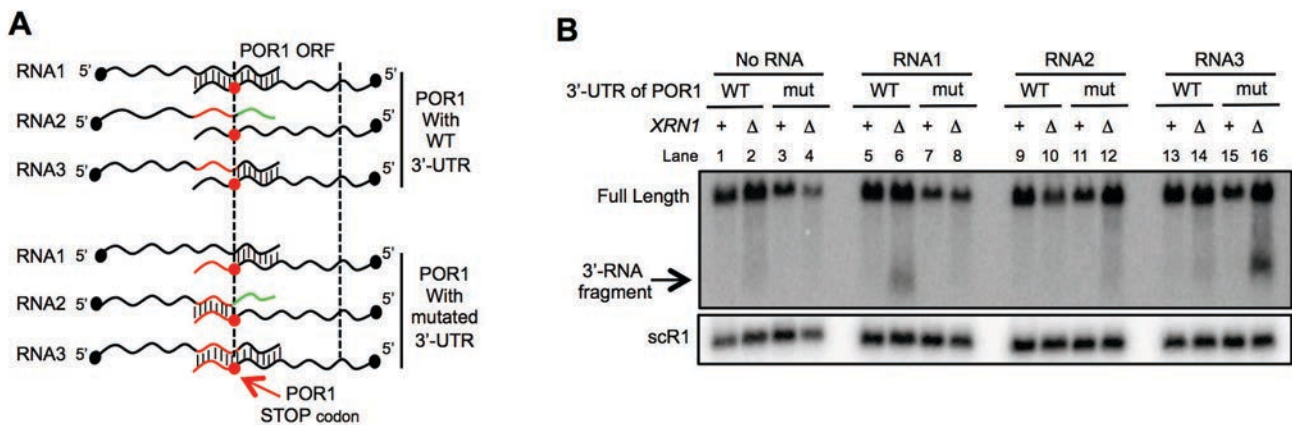 A
POR1 ORF
RNA1 5' 5'
RNA2 5' 5'
RNA3 5' 5'
POR1
With
WT
3'-UTR
RNA1 5' 5'
RNA2 5' 5'
RNA3 5' 5'
POR1
With
mutated
3'-UTR
POR1
STOP codon
B
No RNA RNA1 RNA2 RNA3
3'-UTR of POR1 WT mut WT mut WT mut WT mut
XRN1 + Δ + Δ + Δ + Δ + Δ + Δ + Δ + Δ
Lane 1 2 3 4 5 6 7 8 9 10 11 12 13 14 15 16
Full Length
3'-RNA
fragment
scR1